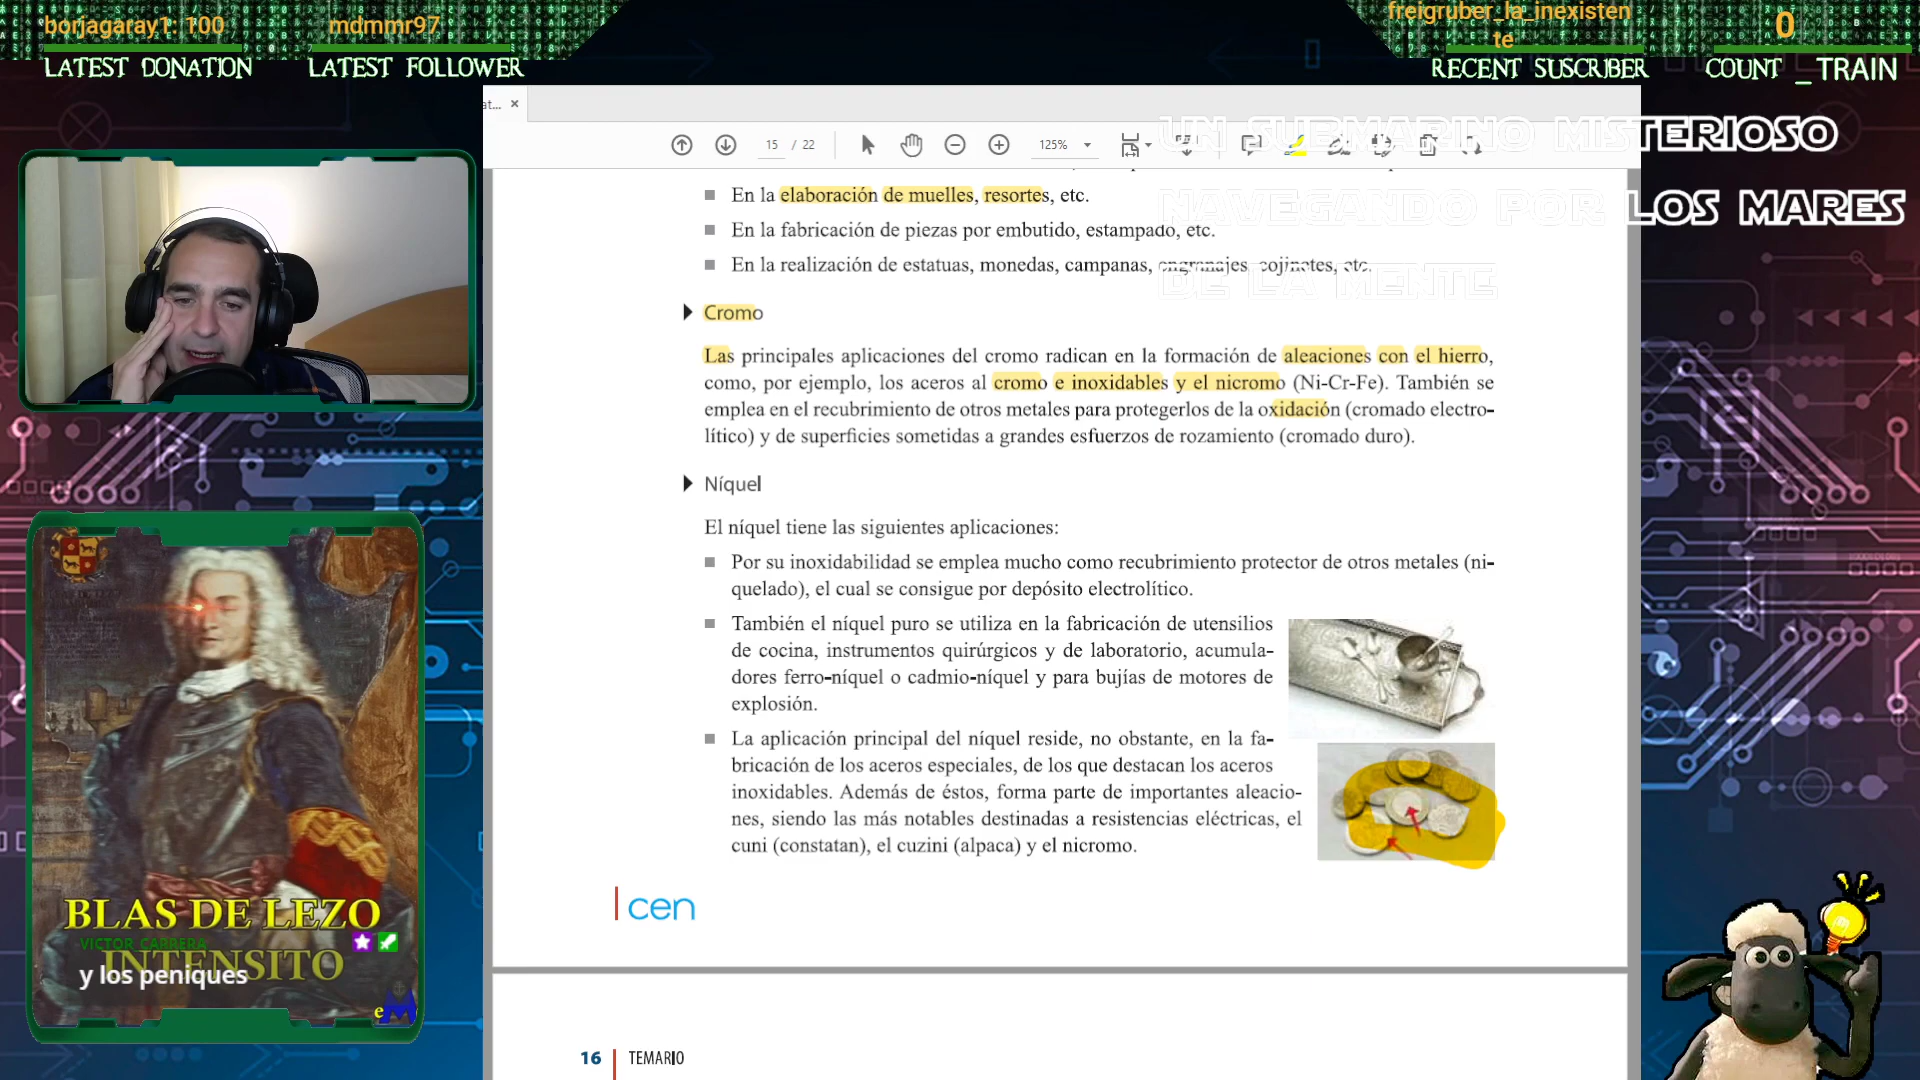 borjagaray1: 100
LATEST DONATION
mdmmr97
LATEST FOLLOWER
freigruber_la_inexisten
te
RECENT SUSCRIBER
0
COUNT _TRAIN
UN SUBMARINO MISTERIOSO
NAVEGANDO POR LOS MARES
DE LA MENTE
at... ×
15 / 22
125%
En la elaboración de muelles, resortes, etc.
En la fabricación de piezas por embutido, estampado, etc.
En la realización de estatuas, monedas, campanas, engranajes, cojinetes, etc.
Cromo
Las principales aplicaciones del cromo radican en la formación de aleaciones con el hierro,
como, por ejemplo, los aceros al cromo e inoxidables y el nicromo (Ni-Cr-Fe). También se
emplea en el recubrimiento de otros metales para protegerlos de la oxidación (cromado electro-
lítico) y de superficies sometidas a grandes esfuerzos de rozamiento (cromado duro).
Níquel
El níquel tiene las siguientes aplicaciones:
Por su inoxidabilidad se emplea mucho como recubrimiento protector de otros metales (ni-
quelado), el cual se consigue por depósito electrolítico.
También el níquel puro se utiliza en la fabricación de utensilios
de cocina, instrumentos quirúrgicos y de laboratorio, acumula-
dores ferro-níquel o cadmio-níquel y para bujías de motores de
explosión.
La aplicación principal del níquel reside, no obstante, en la fa-
bricación de los aceros especiales, de los que destacan los aceros
inoxidables. Además de éstos, forma parte de importantes aleacio-
nes, siendo las más notables destinadas a resistencias eléctricas, el
cuni (constatan), el cuzini (alpaca) y el nicromo.
cen
16 TEMARIO
BLAS DE LEZO
VICTOR CABRERA
INTENSITO
y los peniques
eM